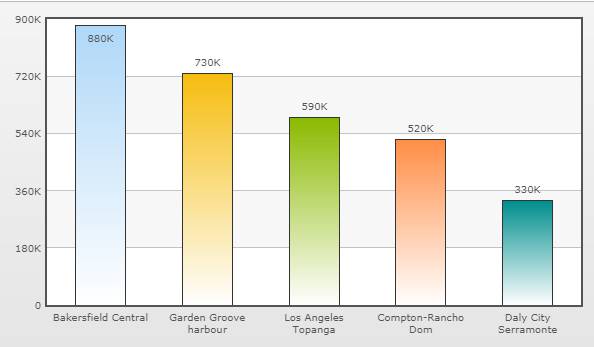 900K
720K
540K
360K
180K
0
880K
730K
590K
520K
330K
Bakersfield Central
Garden Groove
harbour
Los Angeles
Topanga
Compton-Rancho
Dom
Daly City
Serramonte